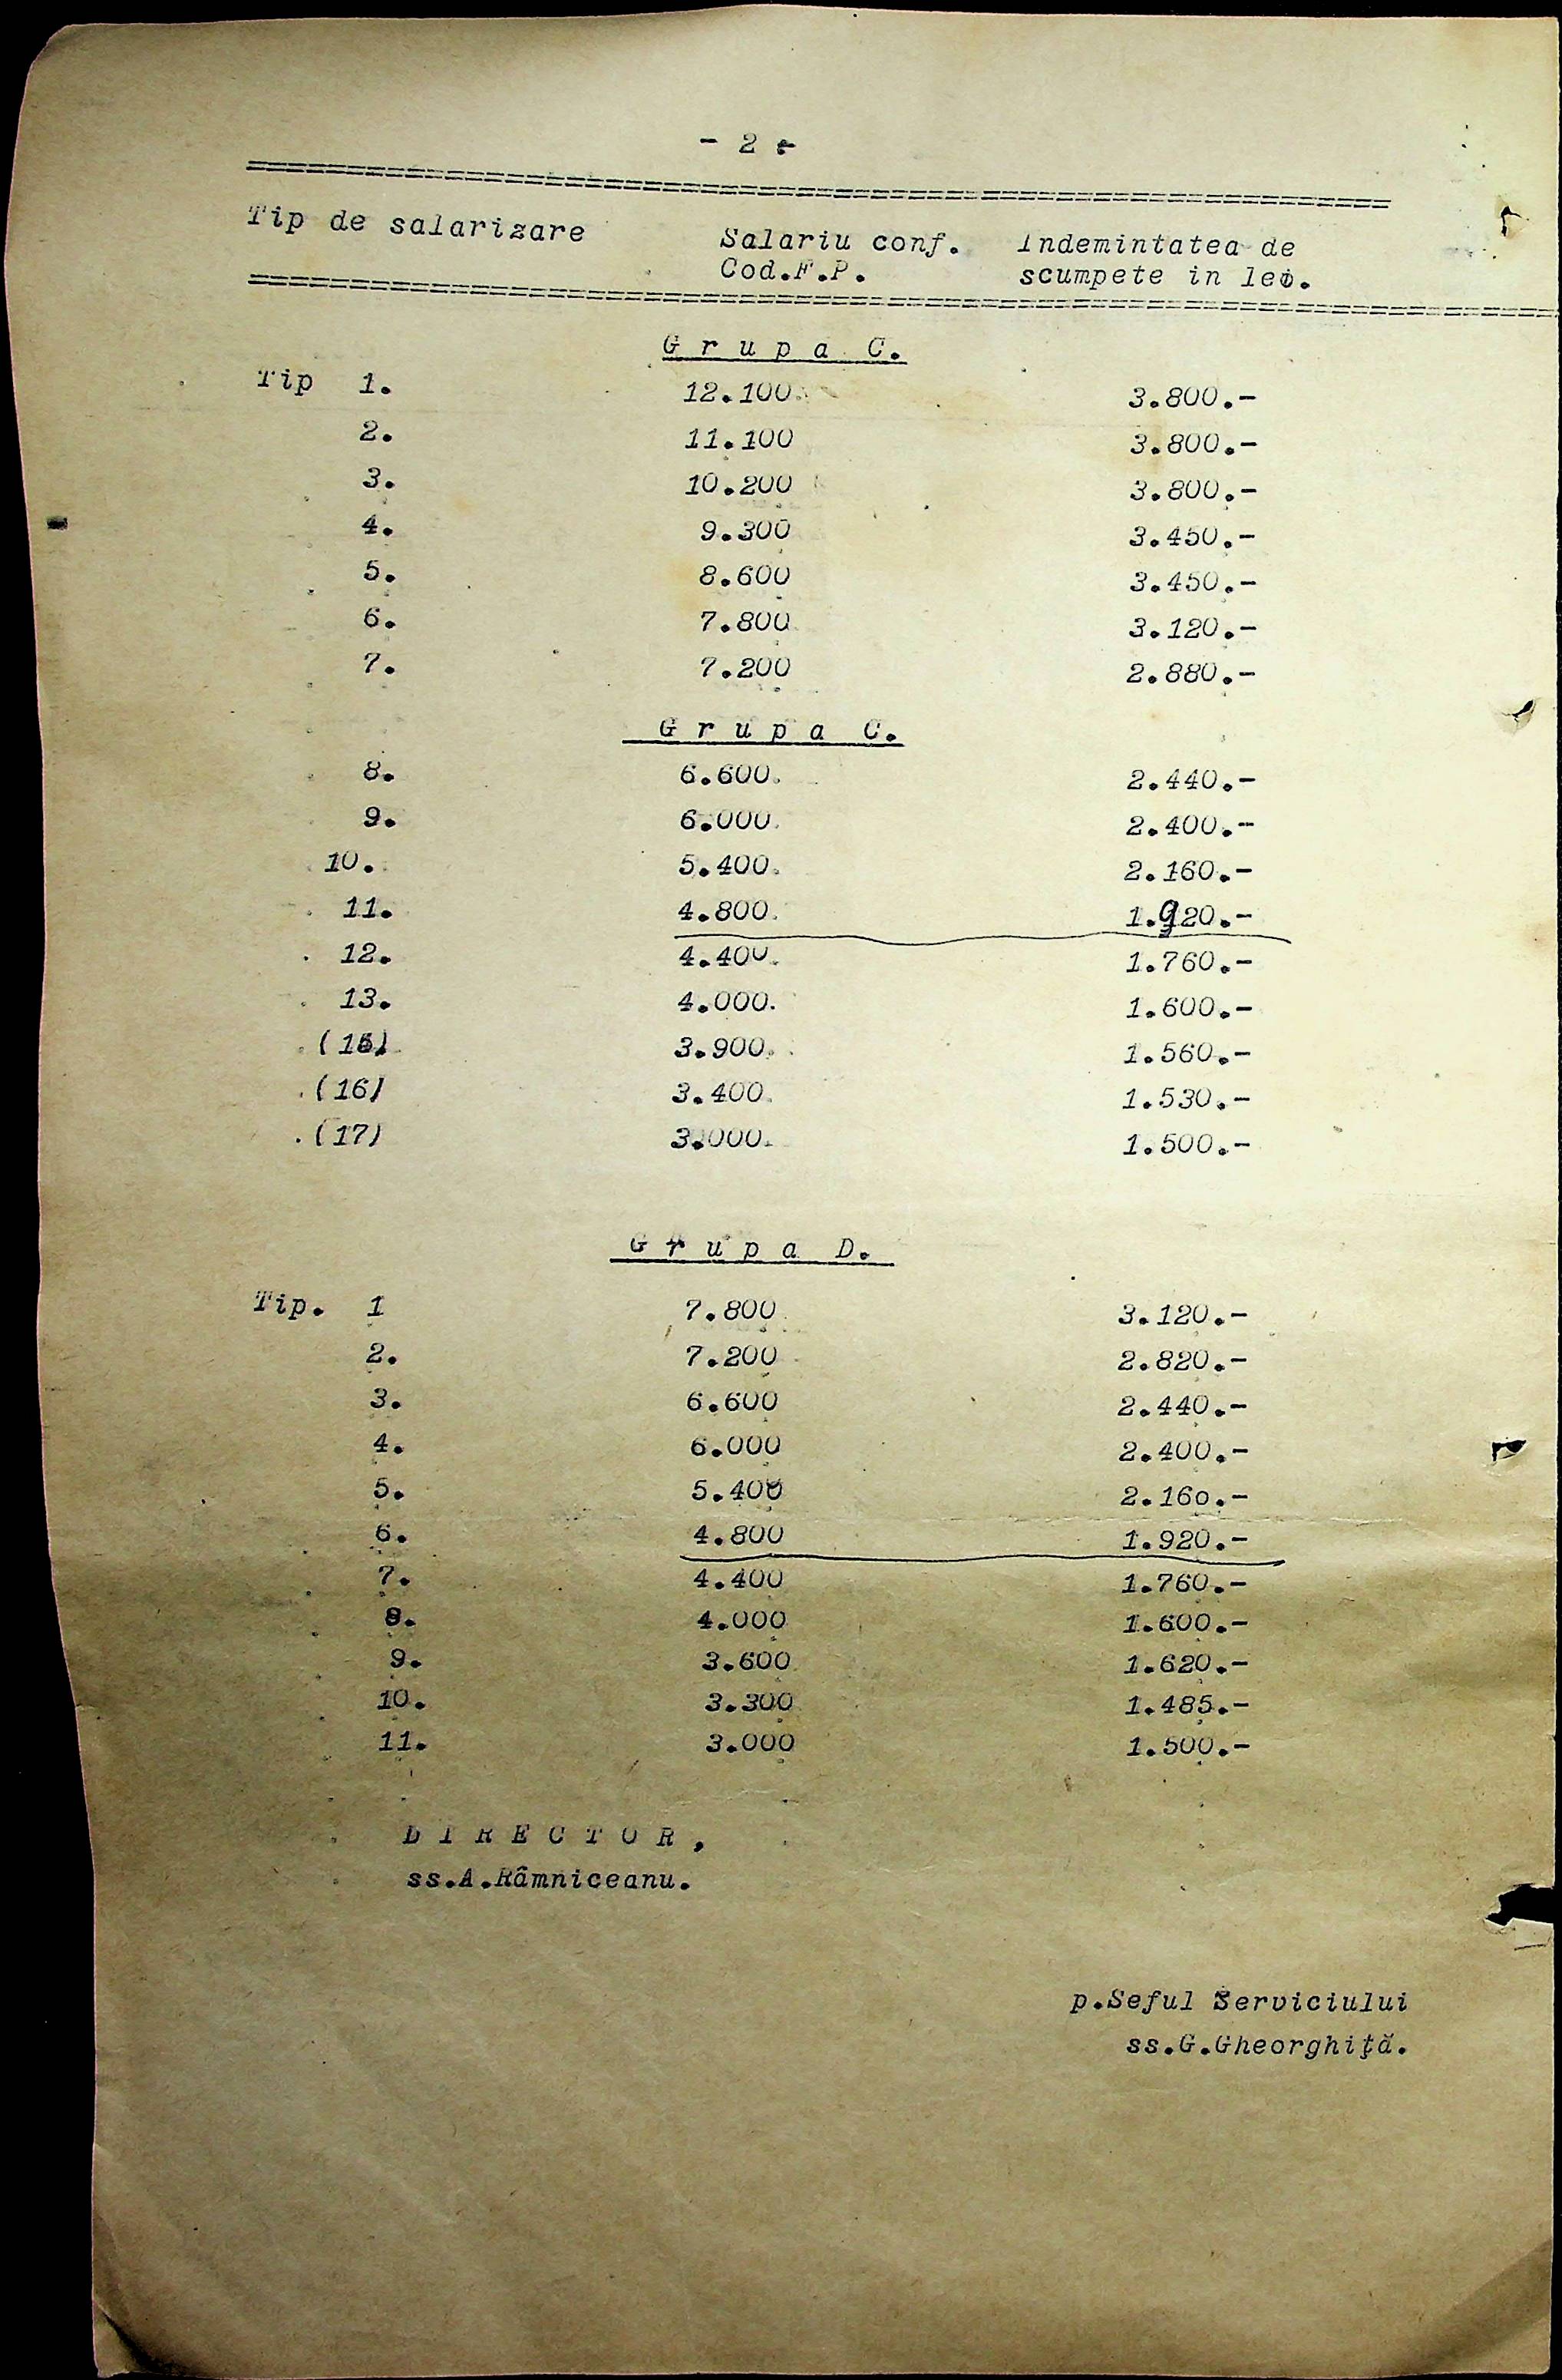 - 2 -
Tip de salarizare Salariu conf. Indemintatea de
Cod.F.P. scumpete in lei.
G r u p a C.
Tip 1. 12.100. 3.800.-
2. 11.100 3.800.-
3. 10.200 3.800.-
4. 9.300 3.450.-
5. 8.600 3.450.-
6. 7.800 3.120.-
7. 7.200 2.880.-
G r u p a C.
8. 6.600. 2.440.-
9. 6.000. 2.400.-
10. 5.400. 2.160.-
11. 4.800. 1.920.-
12. 4.400. 1.760.-
13. 4.000. 1.600.-
(15) 3.900. 1.560.-
(16) 3.400. 1.530.-
(17) 3.000. 1.500.-
G r u p a D.
Tip. 1 7.800 3.120.-
2. 7.200 2.820.-
3. 6.600 2.440.-
4. 6.000 2.400.-
5. 5.400 2.160.-
6. 4.800 1.920.-
7. 4.400 1.760.-
8. 4.000 1.600.-
9. 3.600 1.620.-
10. 3.300 1.485.-
11. 3.000 1.500.-
D I R E C T O R ,
ss.A.Râmniceanu.
p.Seful Serviciului
ss.G.Gheorghiţă.